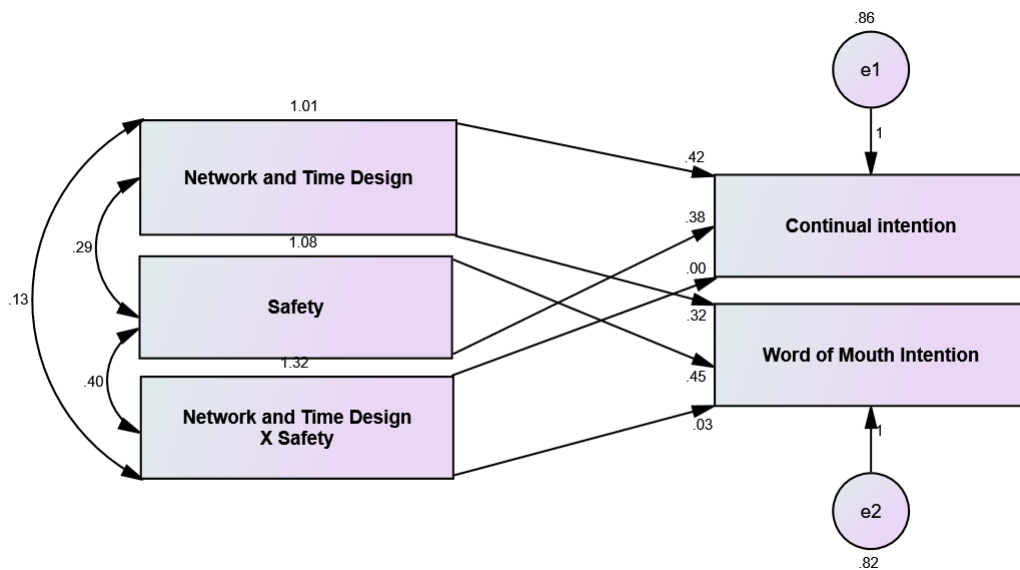 .86
e1
1
1.01
Network and Time Design
.42
Continual intention
.38
.29
1.08
.00
.13
Safety
.32
Word of Mouth Intention
1.32
.45
.40
Network and Time Design
X Safety
.03
1
e2
.82